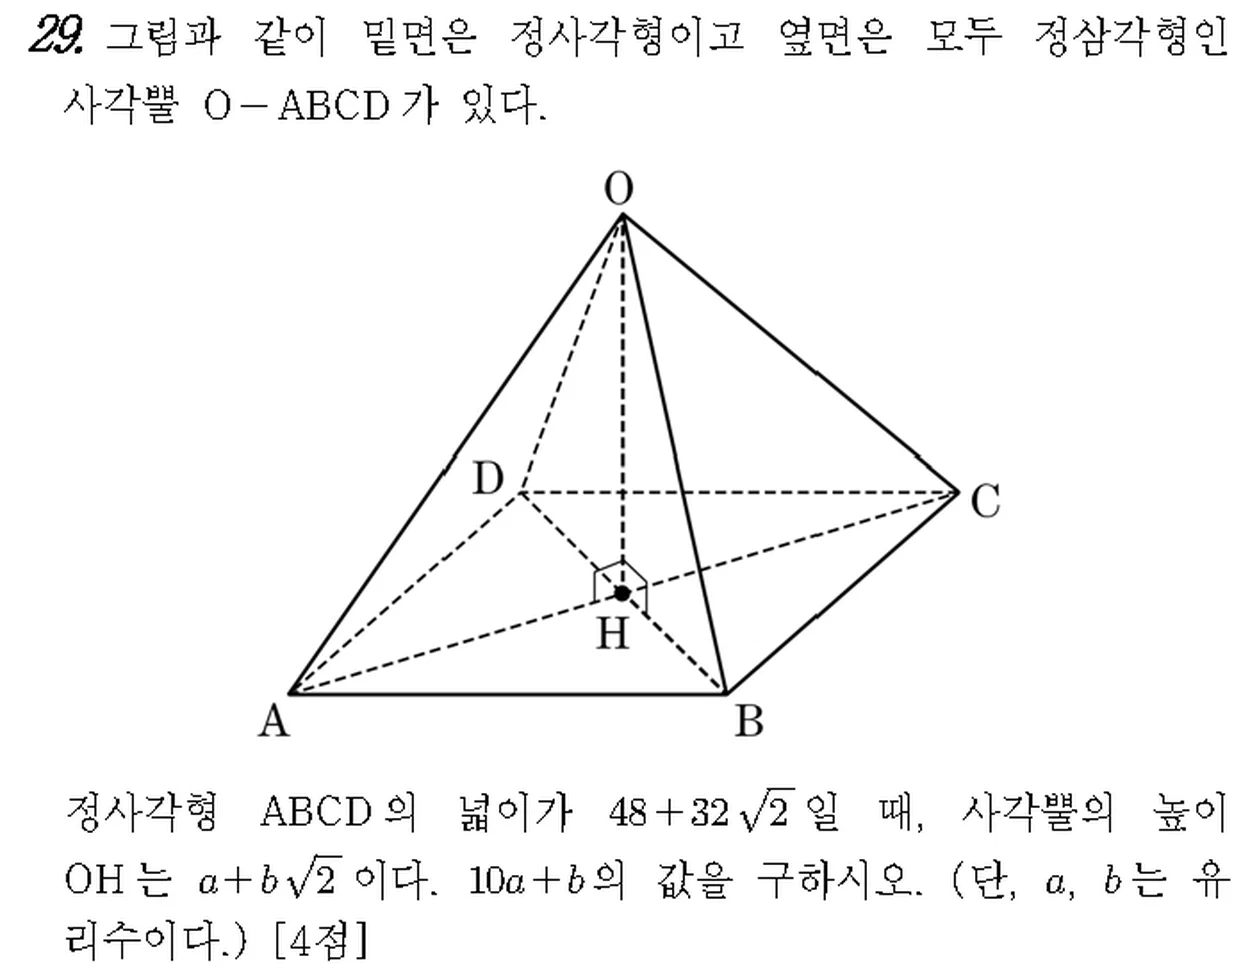 29. 그림과 같이 밑면은 정사각형이고 옆면은 모두 정삼각형인
사각뿔 O-ABCD가 있다.
O
D
C
H
A
B
정사각형 ABCD의 넓이가 48+32√2일 때, 사각뿔의 높이
OH는 a+b√2이다. 10a+b의 값을 구하시오. (단, a, b는 유
리수이다.) [4점]